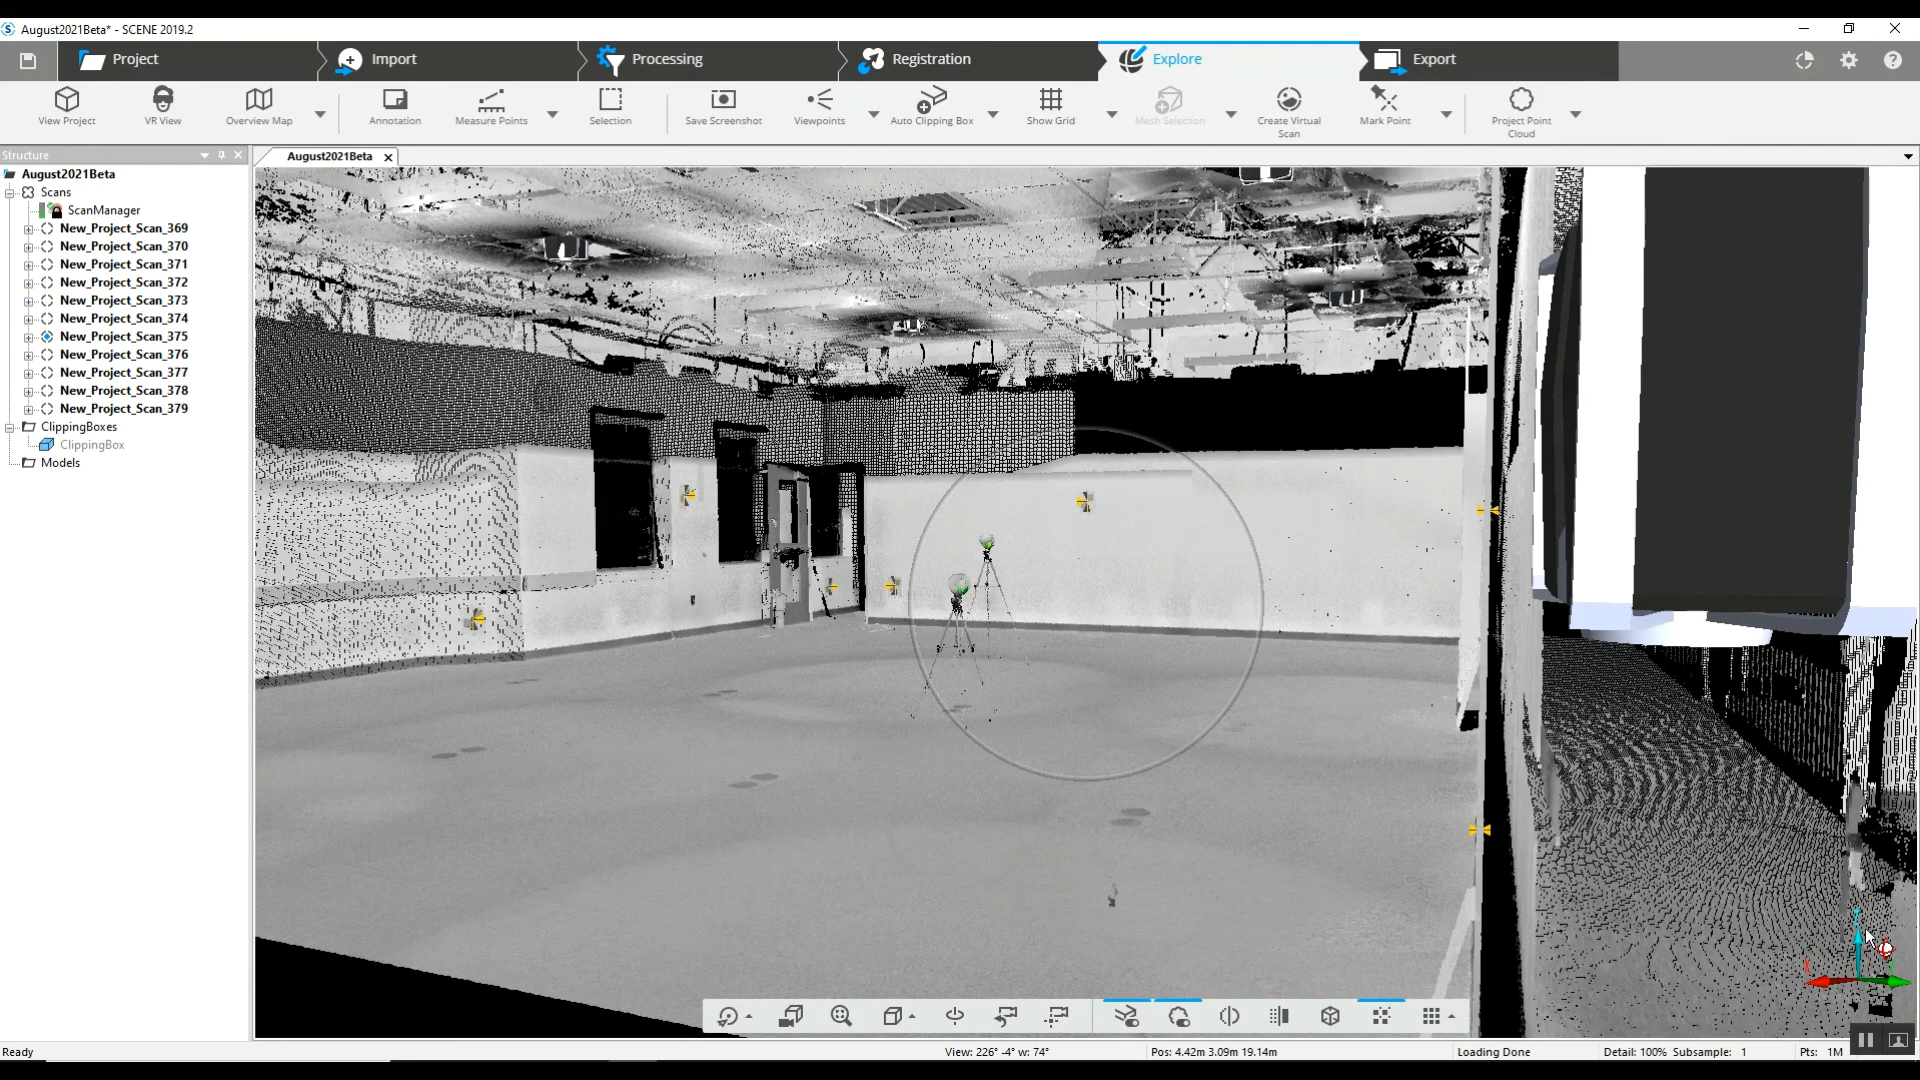 August2021Beta* - SCENE 2019.2
Project
Import
Processing
Registration
Explore
Export
View Project
VR View
Overview Map
Annotation
Measure Points
Selection
Save Screenshot
Viewpoints
Auto Clipping Box
Show Grid
Mesh Selection
Create Virtual
Scan
Mark Point
Project Point
Cloud
Structure
August2021Beta
August2021Beta
Scans
ScanManager
New_Project_Scan_369
New_Project_Scan_370
New_Project_Scan_371
New_Project_Scan_372
New_Project_Scan_373
New_Project_Scan_374
New_Project_Scan_375
New_Project_Scan_376
New_Project_Scan_377
New_Project_Scan_378
New_Project_Scan_379
ClippingBoxes
ClippingBox
Models
Ready
View: 226° -4° w: 74°
Pos: 4.42m 3.09m 19.14m
Loading Done
Detail: 100% Subsample: 1
Pts: 1M